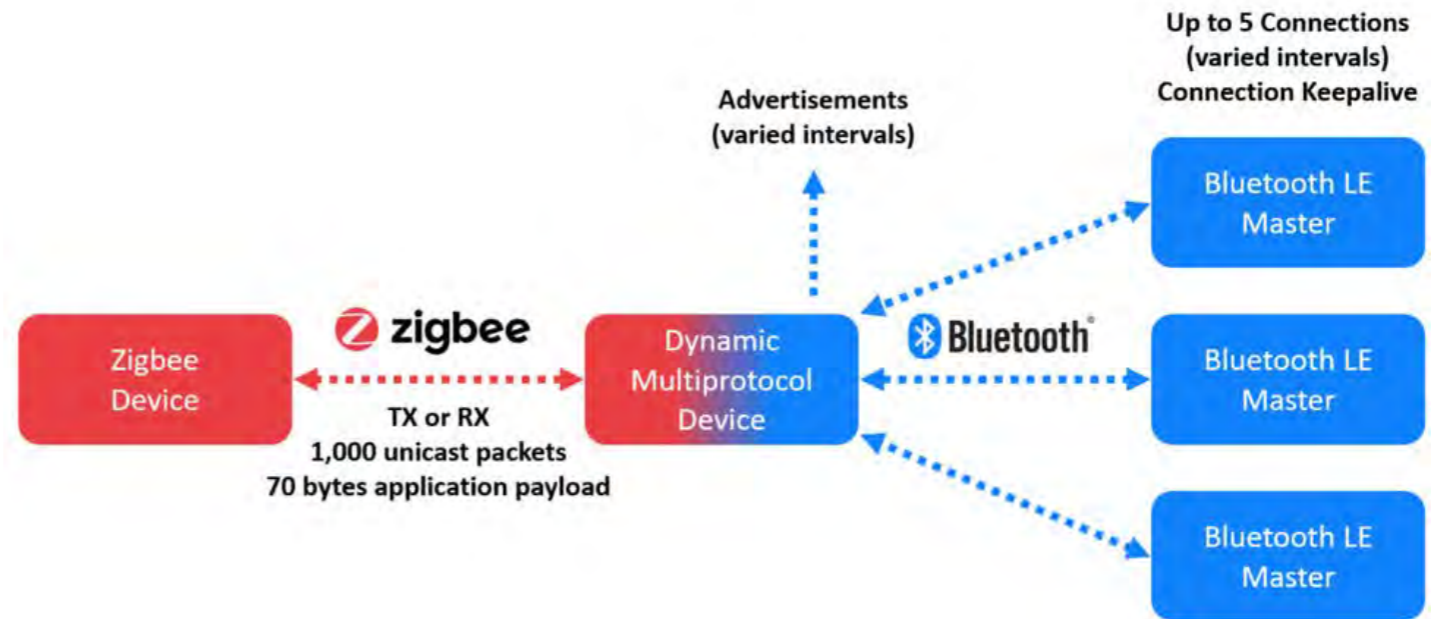 Up to 5 Connections
(varied intervals)
Connection Keepalive
Advertisements
(varied intervals)
Bluetooth LE
Master
Zigbee
Device
zigbee
TX or RX
1,000 unicast packets
70 bytes application payload
Dynamic
Multiprotocol
Device
Bluetooth®
Bluetooth LE
Master
Bluetooth LE
Master